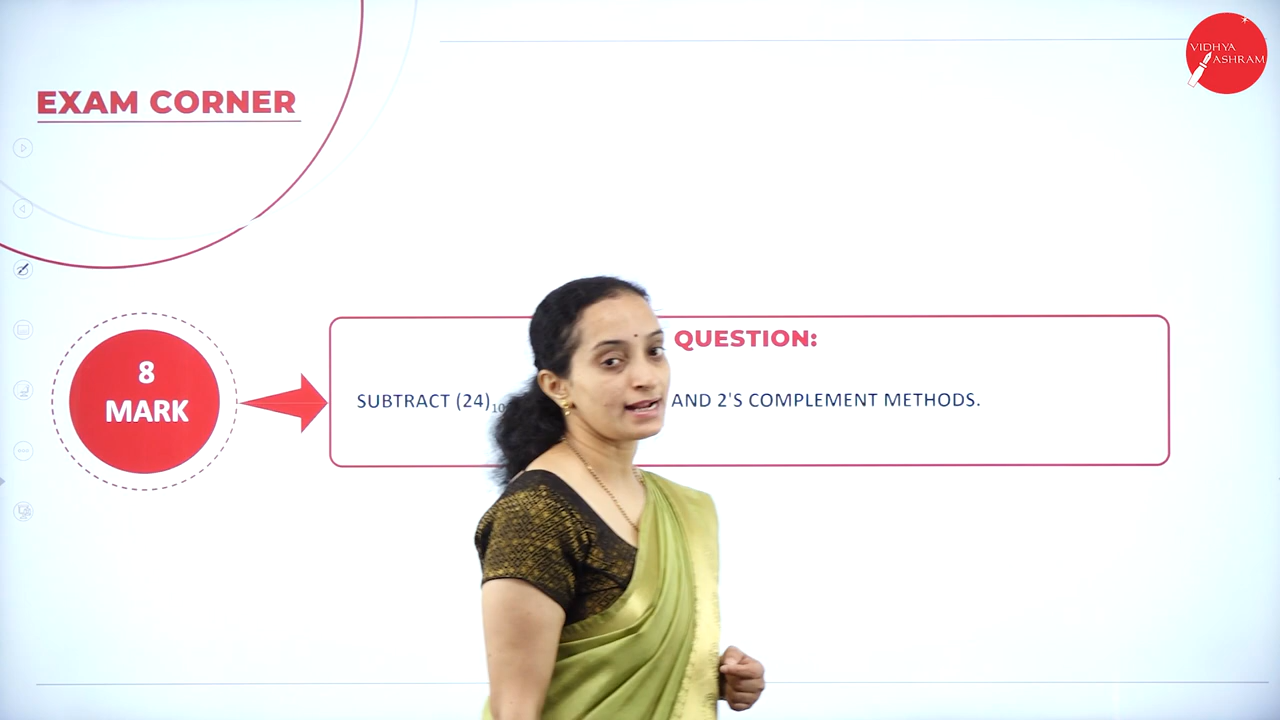 VIDHYA
ASHRAM
EXAM CORNER
8
MARK
QUESTION:
SUBTRACT (24)10 AND 2'S COMPLEMENT METHODS.